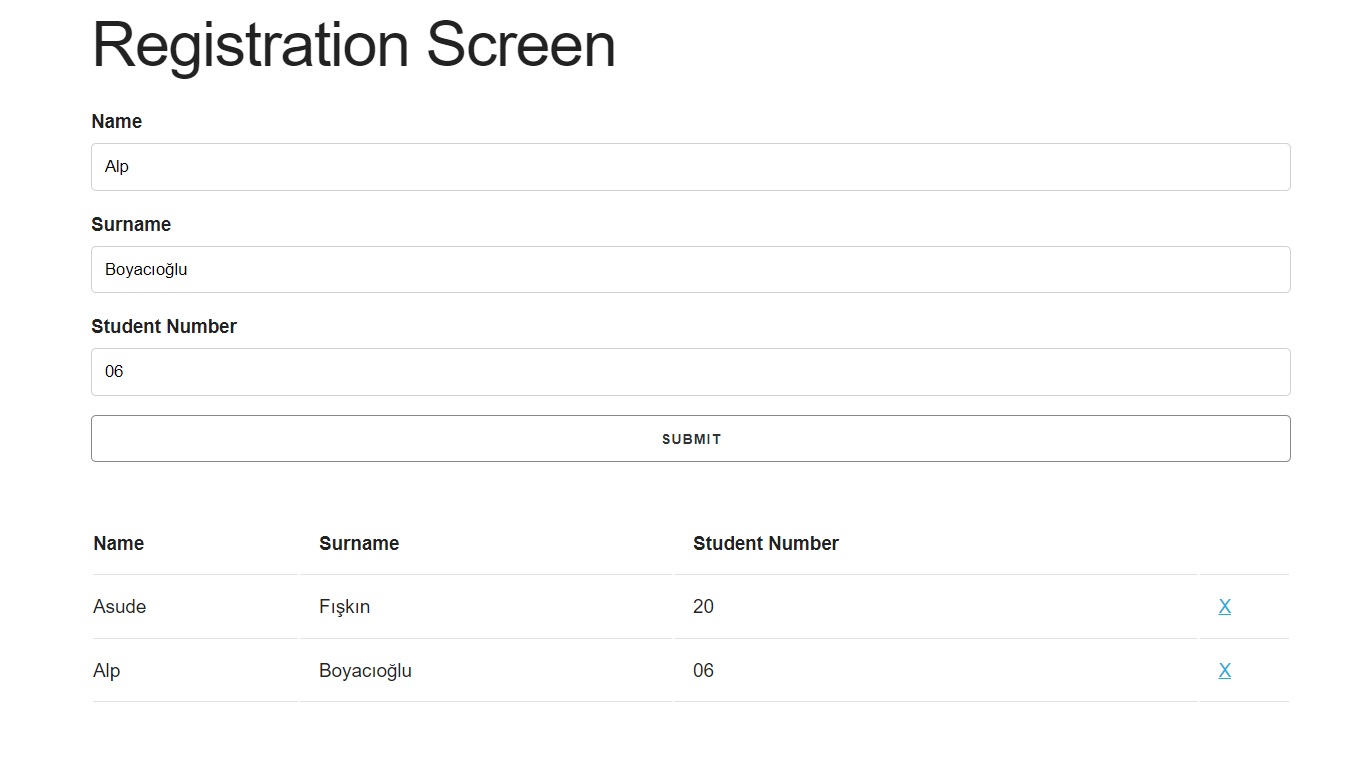 Registration Screen
Name
Alp
Surname
Boyacıoğlu
Student Number
06
SUBMIT
Name Surname Student Number
Asude Fışkın 20 X
Alp Boyacıoğlu 06 X